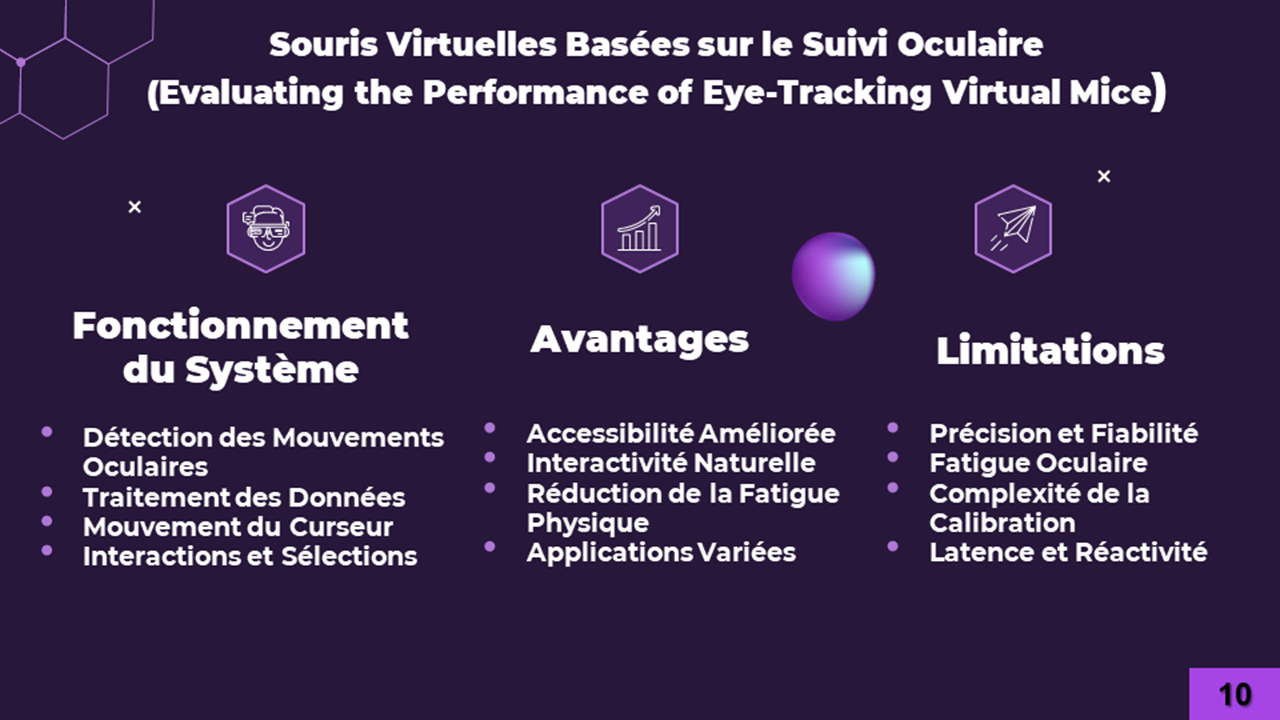 Souris Virtuelles Basées sur le Suivi Oculaire
(Evaluating the Performance of Eye-Tracking Virtual Mice)
Fonctionnement
du Système
Détection des Mouvements
Oculaires
Traitement des Données
Mouvement du Curseur
Interactions et Sélections
Avantages
Accessibilité Améliorée
Interactivité Naturelle
Réduction de la Fatigue
Physique
Applications Variées
Limitations
Précision et Fiabilité
Fatigue Oculaire
Complexité de la
Calibration
Latence et Réactivité
10